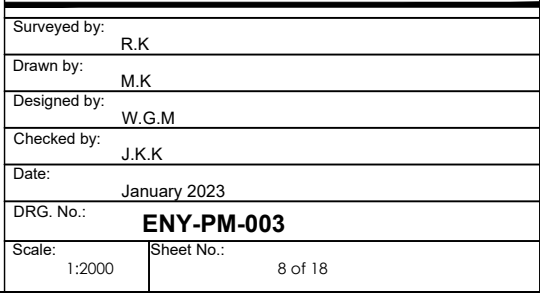 Surveyed by:
R.K
Drawn by:
M.K
Designed by:
W.G.M
Checked by:
J.K.K
Date:
January 2023
DRG. No.: ENY-PM-003
Scale: Sheet No.:
1:2000 8 of 18